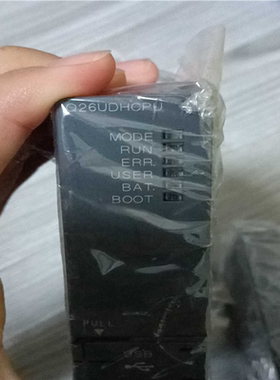 Q26UDHCPU
MODE
RUN
ERR.
USER
BAT.
BOOT
PULL
USB